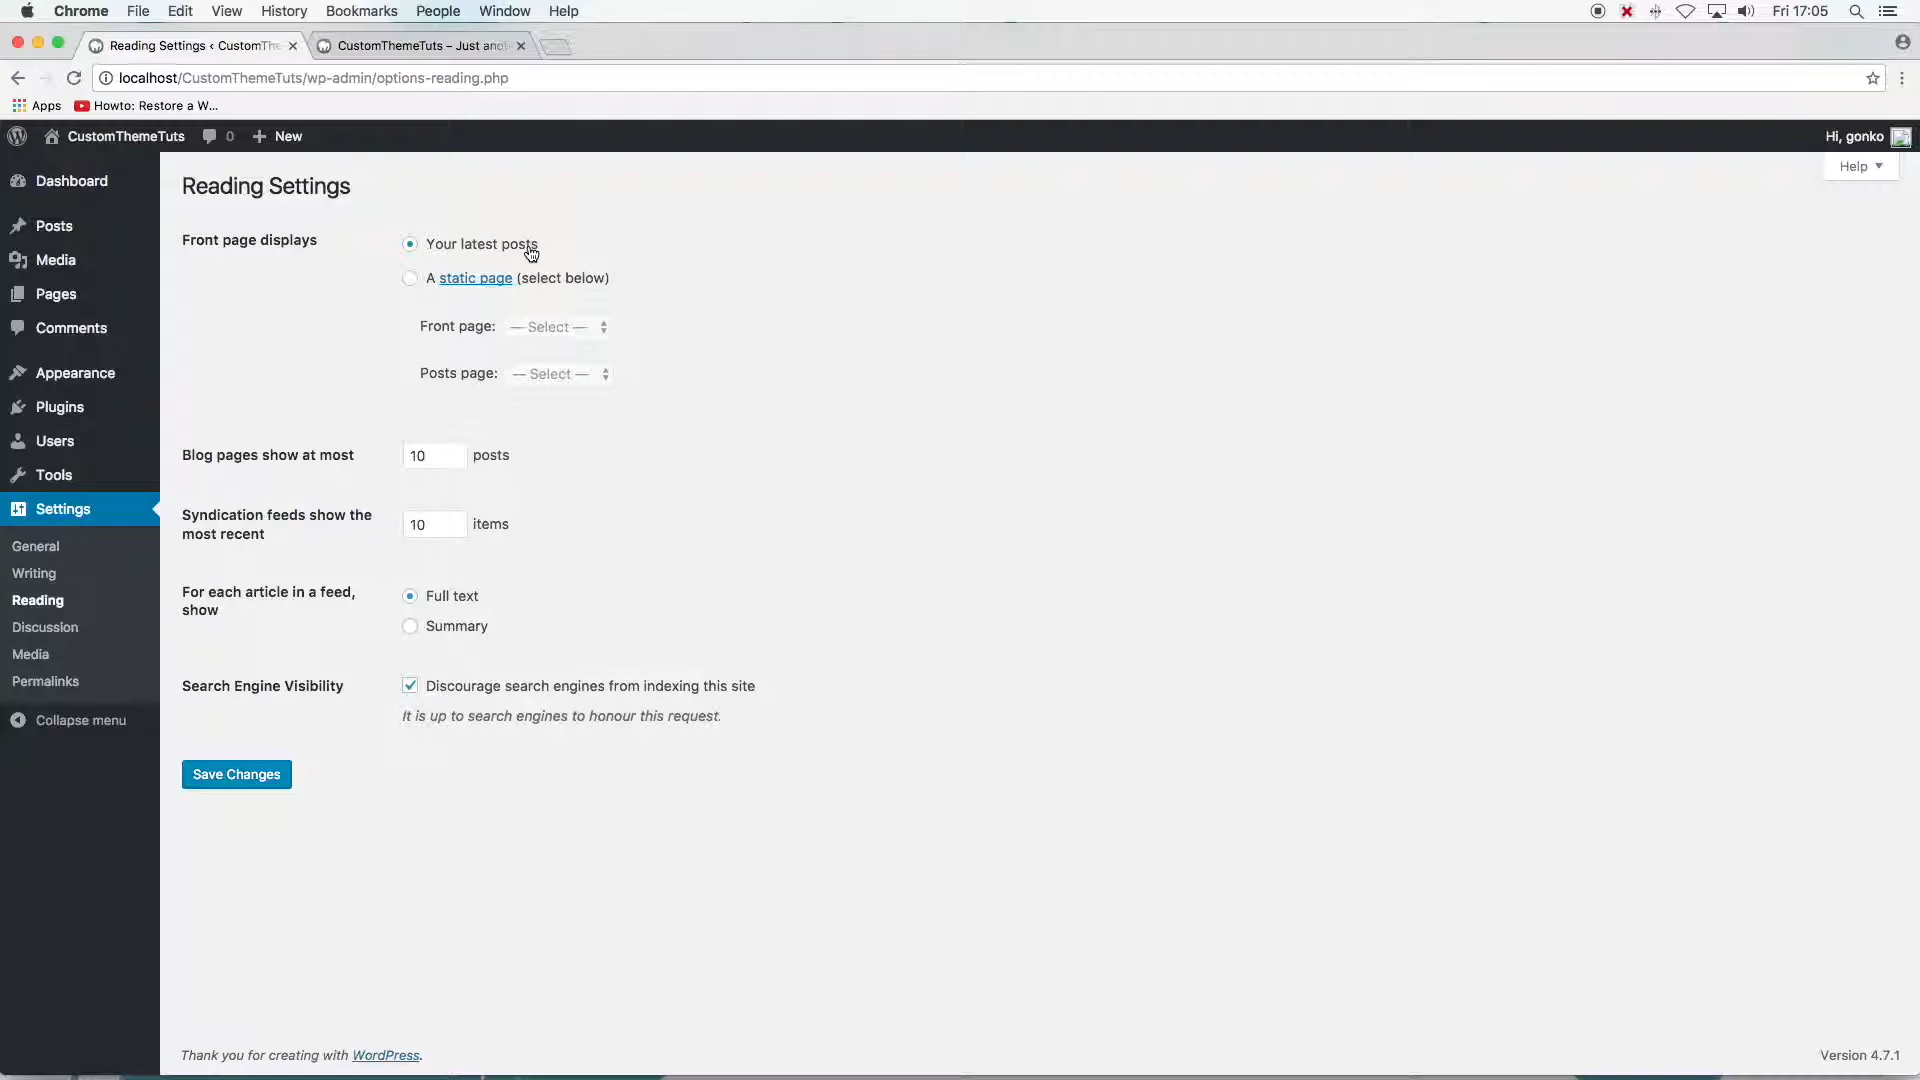 Chrome File Edit View History Bookmarks People Window Help Fri 17:05
Reading Settings ‹ CustomThe
CustomThemeTuts – Just anot
localhost/CustomThemeTuts/wp-admin/options-reading.php
Apps Howto: Restore a W...
CustomThemeTuts 0 New Hi, gonko
Help
Dashboard
Posts
Media
Pages
Comments
Appearance
Plugins
Users
Tools
Settings
General
Writing
Reading
Discussion
Media
Permalinks
Collapse menu
Reading Settings
Front page displays
Your latest posts
A static page (select below)
Front page: — Select —
Posts page: — Select —
Blog pages show at most 10 posts
Syndication feeds show the
most recent
10 items
For each article in a feed,
show
Full text
Summary
Search Engine Visibility
Discourage search engines from indexing this site
It is up to search engines to honour this request.
Save Changes
Thank you for creating with WordPress.
Version 4.7.1